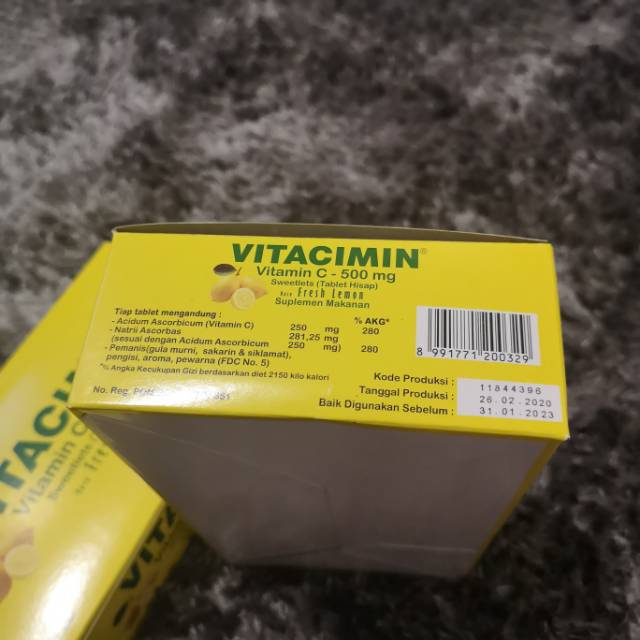 VITACIMIN®
Vitamin C - 500 mg
Sweetlets (Tablet Hisap)
Rasa Fresh Lemon
Suplemen Makanan
Tiap tablet mengandung : % AKG*
- Acidum Ascorbicum (Vitamin C) 250 mg 280
- Natrii Ascorbas 281,25 mg
(sesuai dengan Acidum Ascorbicum 250 mg) 280
- Pemanis(gula murni, sakarin & siklamat),
pengisi, aroma, pewarna (FDC No. 5)
* Angka Kecukupan Gizi berdasarkan diet 2150 kilo kalori
No. Reg.
8 991771 200329
Kode Produksi : 11844396
Tanggal Produksi : 26.02.2020
Baik Digunakan Sebelum : 31.01.2023
Vitamin C